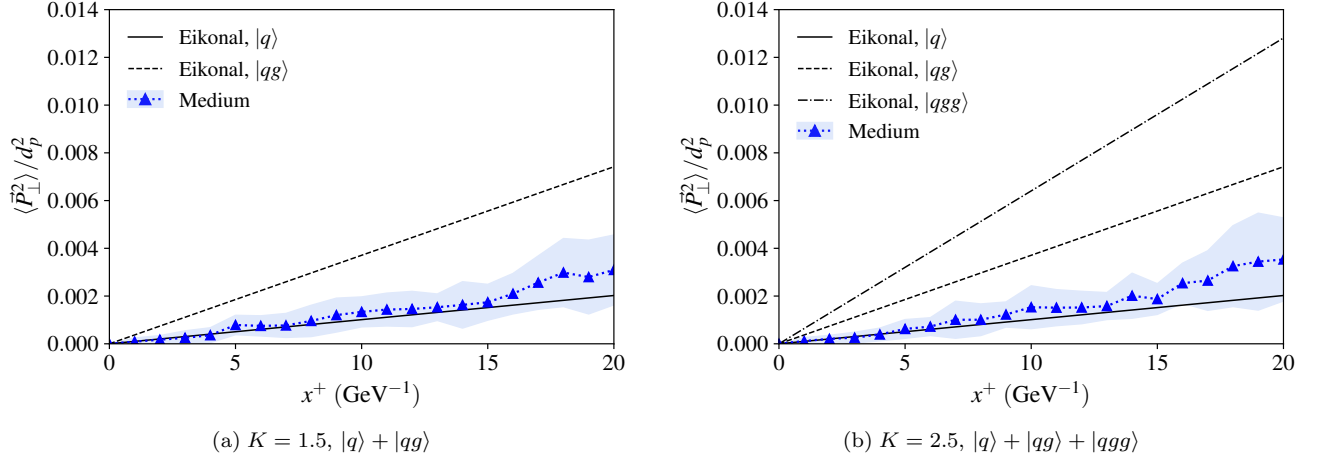 0.014
0.012
0.010
0.008
0.006
0.004
0.002
0.000
⟨P⃗²⊥⟩/d²ₚ
Eikonal, |q⟩
Eikonal, |qg⟩
Medium
0 5 10 15 20
x⁺ (GeV⁻¹)
(a) K = 1.5, |q⟩ + |qg⟩
0.014
0.012
0.010
0.008
0.006
0.004
0.002
0.000
⟨P⃗²⊥⟩/d²ₚ
Eikonal, |q⟩
Eikonal, |qg⟩
Eikonal, |qgg⟩
Medium
0 5 10 15 20
x⁺ (GeV⁻¹)
(b) K = 2.5, |q⟩ + |qg⟩ + |qgg⟩